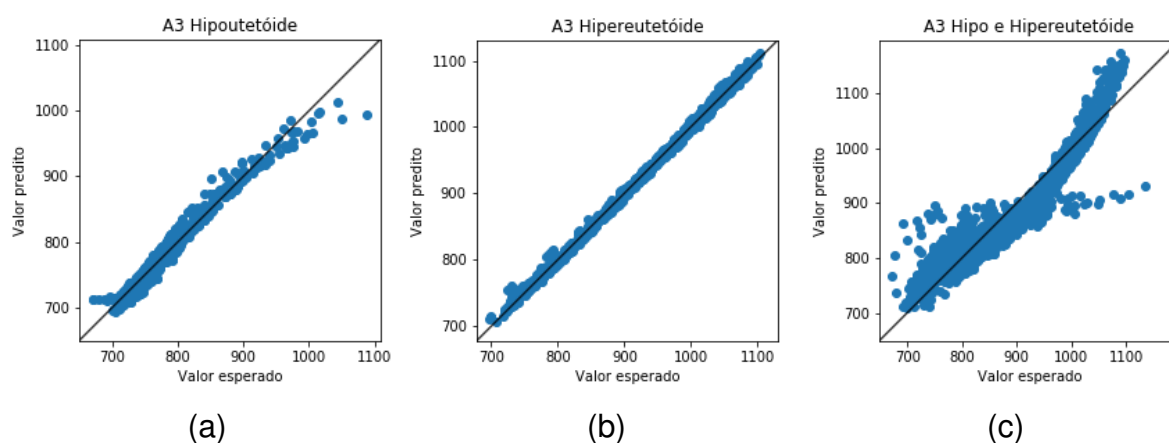 A3 Hipoutetóide
1100
1000
900
800
700
Valor predito
700 800 900 1000 1100
Valor esperado
(a)
A3 Hipereutetóide
1100
1000
900
800
700
Valor predito
700 800 900 1000 1100
Valor esperado
(b)
A3 Hipo e Hipereutetóide
1100
1000
900
800
700
Valor predito
700 800 900 1000 1100
Valor esperado
(c)